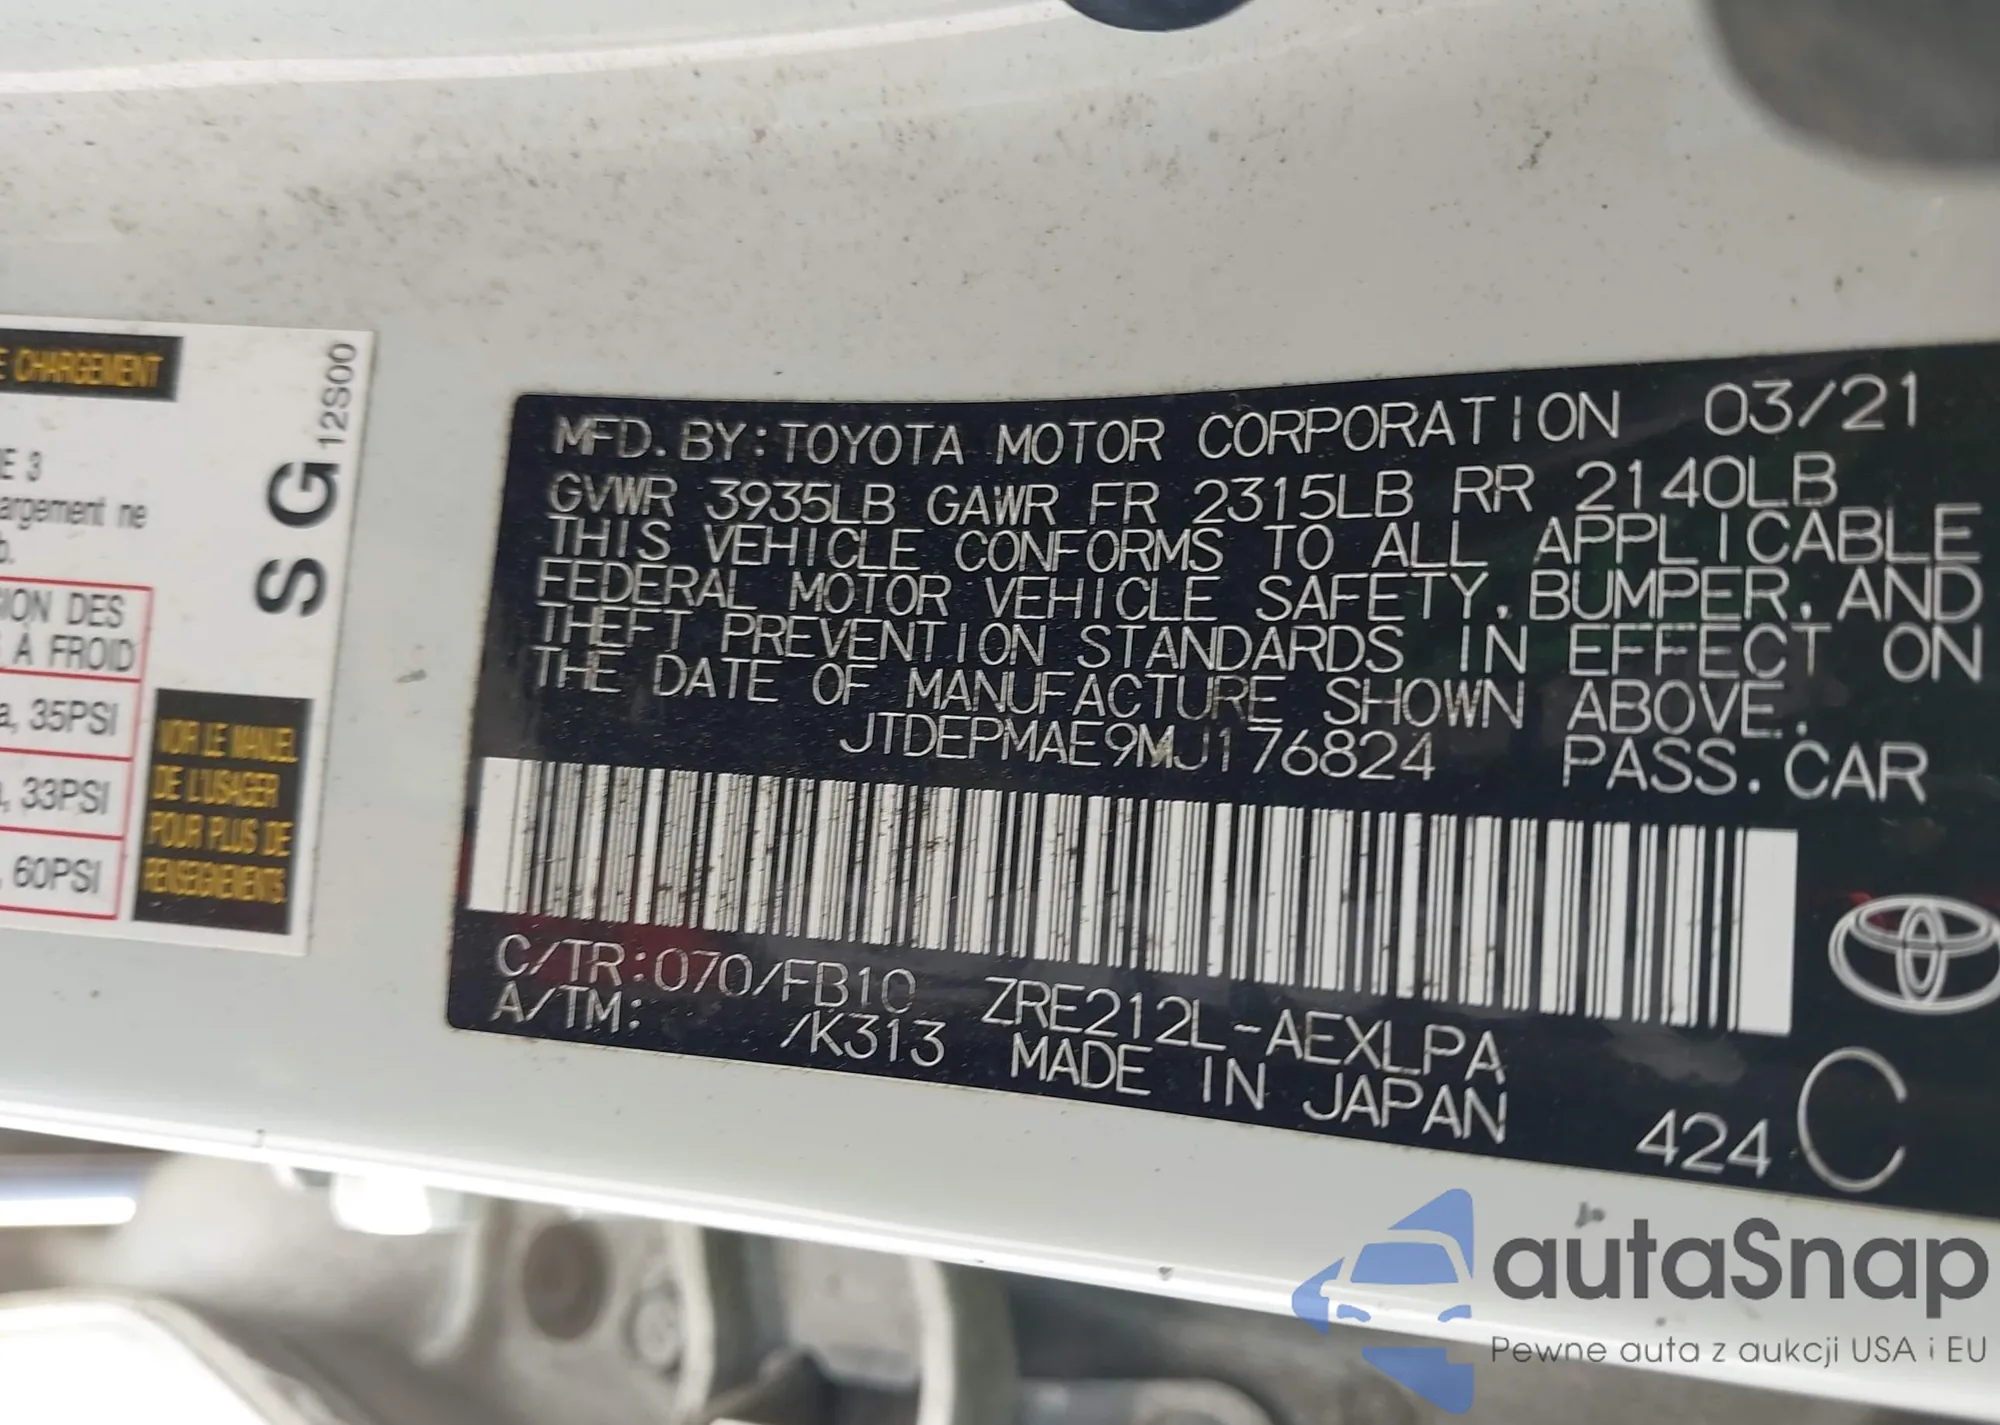 E CHARGEMENT
E 3
argement ne
b.
SION DES
À FROID
a, 35PSI
, 33PSI
, 60PSI
SG12S00
VOIR LE MANUEL
DE L'USAGER
POUR PLUS DE
RENSEIGNEMENTS
MFD. BY:TOYOTA MOTOR CORPORATION 03/21
GVWR 3935LB GAWR FR 2315LB RR 2140LB
THIS VEHICLE CONFORMS TO ALL APPLICABLE
FEDERAL MOTOR VEHICLE SAFETY, BUMPER, AND
THEFT PREVENTION STANDARDS IN EFFECT ON
THE DATE OF MANUFACTURE SHOWN ABOVE.
JTDEPMAE9MJ176824 PASS.CAR
C/TR:070/FB10 ZRE212L-AEXLPA
A/TM: /K313 MADE IN JAPAN
424 C
autaSnap
Pewne auta z aukcji USA i EU